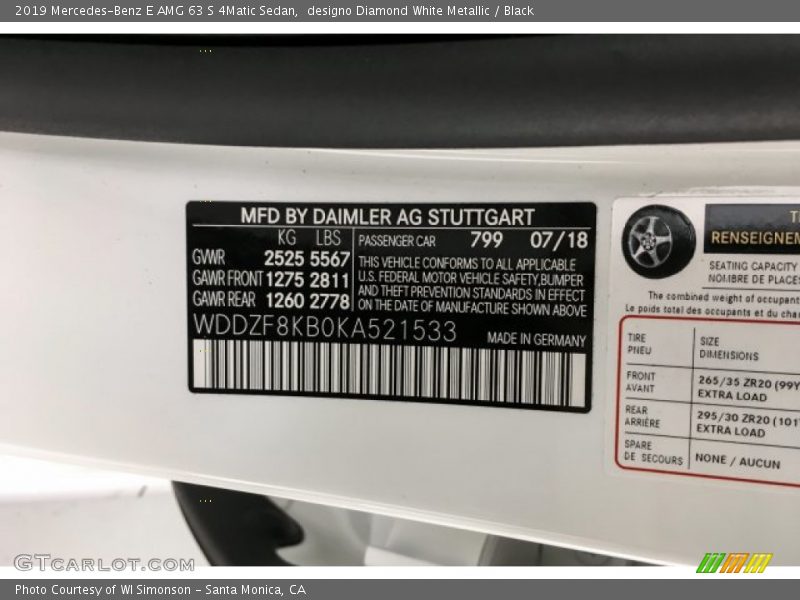 2019 Mercedes-Benz E AMG 63 S 4Matic Sedan,  designo Diamond White Metallic / Black
MFD BY DAIMLER AG STUTTGART
KG LBS
GVWR 2525 5567
GAWR FRONT 1275 2811
GAWR REAR 1260 2778
PASSENGER CAR 799 07/18
THIS VEHICLE CONFORMS TO ALL APPLICABLE
U.S. FEDERAL MOTOR VEHICLE SAFETY, BUMPER
AND THEFT PREVENTION STANDARDS IN EFFECT
ON THE DATE OF MANUFACTURE SHOWN ABOVE
WDDZF8KB0KA521533 MADE IN GERMANY
SEATING CAPACITY
NOMBRE DE PLACES
The combined weight of
Le poids total des occupants et du
TIRE
PNEU
SIZE
DIMENSIONS
FRONT
AVANT
265/35 ZR20 (99Y
EXTRA LOAD
REAR
ARRIÈRE
295/30 ZR20 (101
EXTRA LOAD
SPARE
DE SECOURS
NONE / AUCUN
GTcarlot.com
Photo Courtesy of WI Simonson - Santa Monica, CA